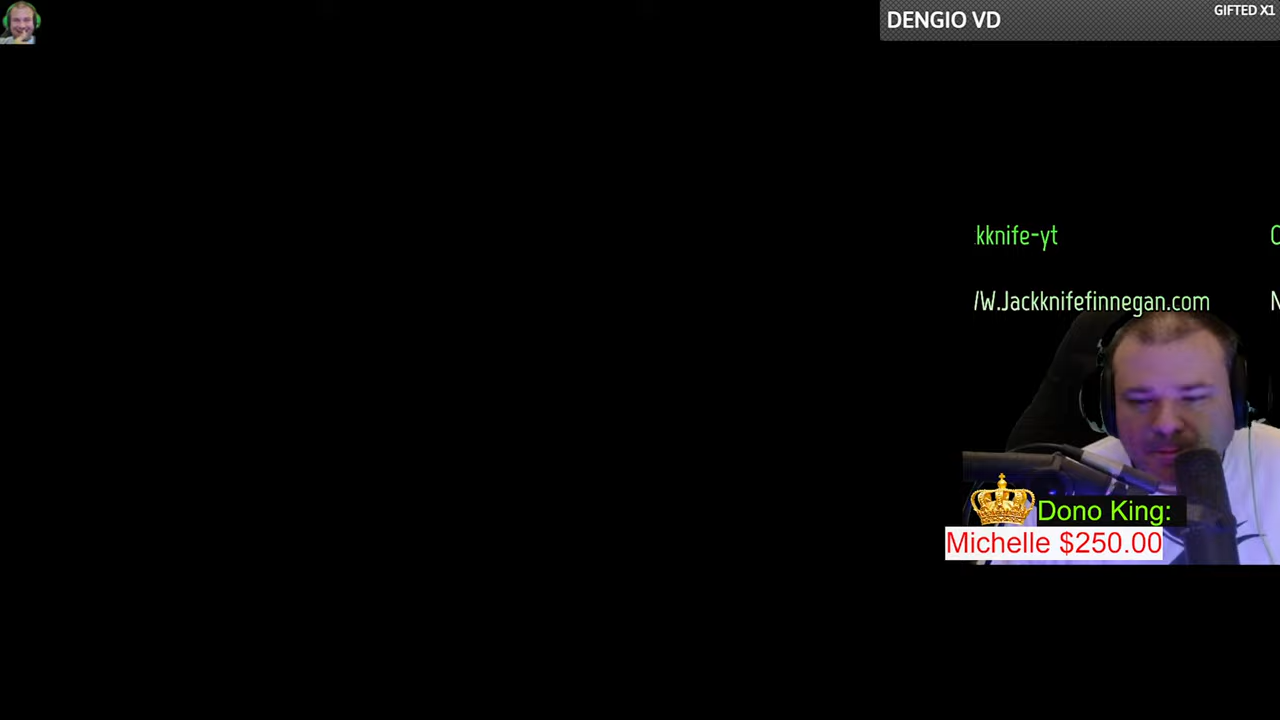 DENGIO VD
GIFTED X1
kknife-yt
/W.Jackknifefinnegan.com
Dono King:
Michelle $250.00